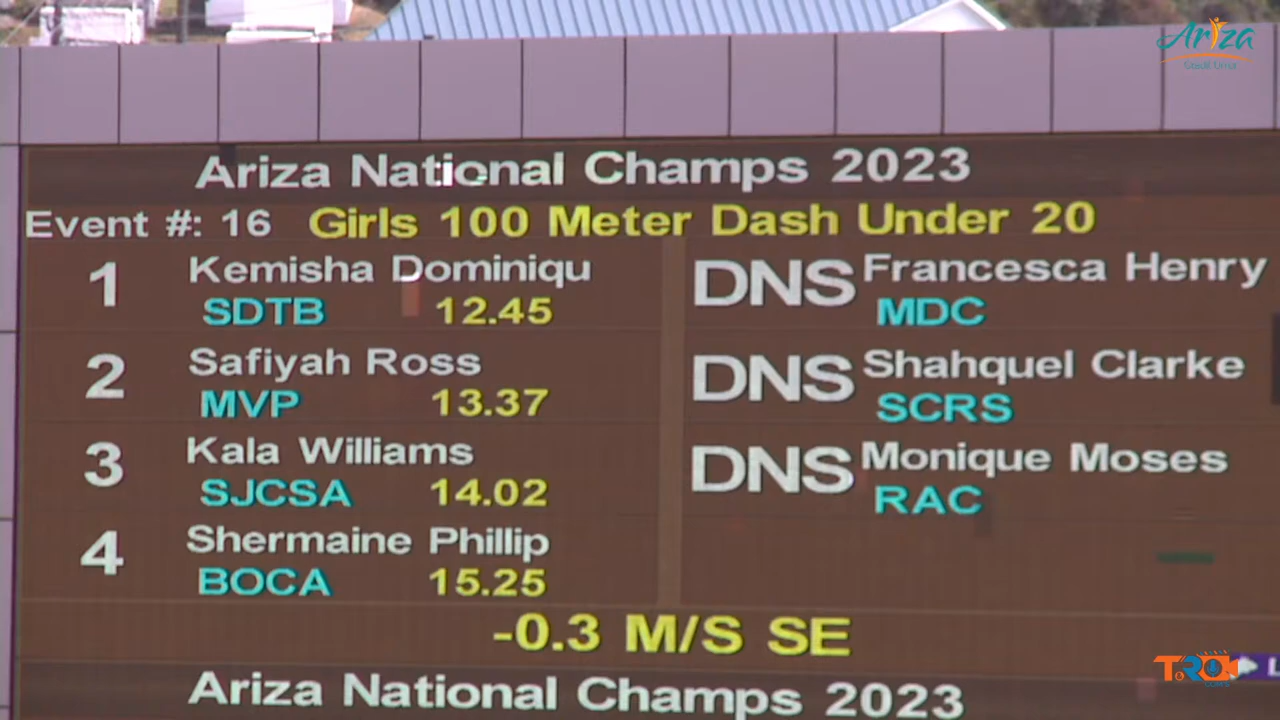 Ariza
Credit Union
Ariza National Champs 2023
Event #: 16 Girls 100 Meter Dash Under 20
1 Kemisha Dominiqu
SDTB 12.45
2 Safiyah Ross
MVP 13.37
3 Kala Williams
SJCSA 14.02
4 Shermaine Phillip
BOCA 15.25
DNS Francesca Henry
MDC
DNS Shahquel Clarke
SCRS
DNS Monique Moses
RAC
-0.3 M/S SE
Ariza National Champs 2023